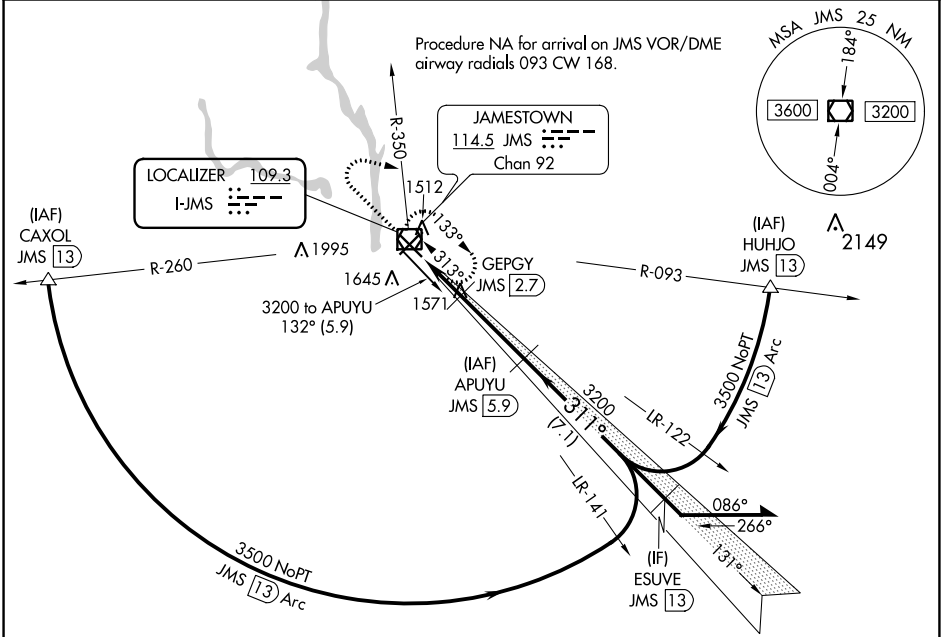 Procedure NA for arrival on JMS VOR/DME
airway radials 093 CW 168.
MSA JMS 25 NM
184°
3600
3200
004°
R-350
JAMESTOWN
114.5 JMS
Chan 92
LOCALIZER 109.3
I-JMS
1512
133°
(IAF)
CAXOL
JMS 13
R-260
1995
1645
313°
GEPGY
JMS 2.7
1571
3200 to APUYU
132° (5.9)
R-093
(IAF)
HUHJO
JMS 13
2149
(IAF)
APUYU
JMS 5.9
3200
311°
(7.1)
LR-122
3500 NoPT
JMS 13 Arc
LR-141
086°
266°
131°
(IF)
ESUVE
JMS 13
3500 NoPT
JMS 13 Arc